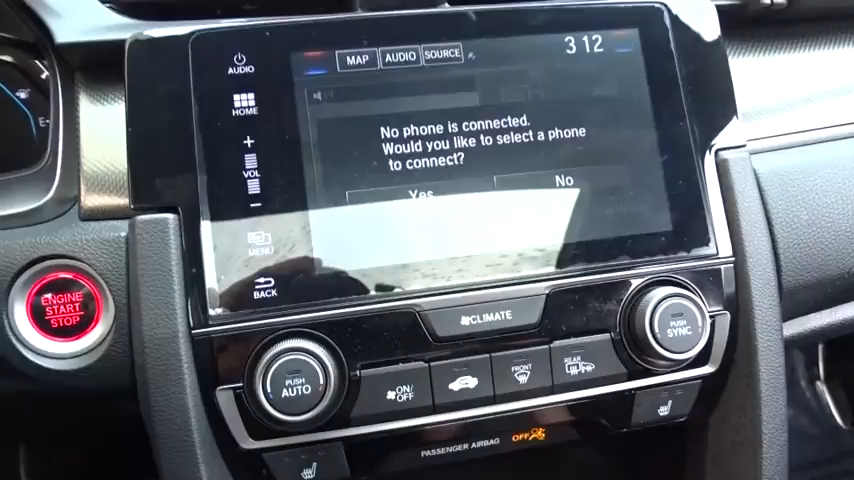 AUDIO
HOME
+
VOL
−
MENU
BACK
MAP
AUDIO
SOURCE
3 12
No phone is connected.
Would you like to select a phone
to connect?
Yes
No
E
ENGINE
START
STOP
CLIMATE
PUSH
AUTO
ON/
OFF
FRONT
REAR
PUSH
SYNC
PASSENGER AIRBAG
OFF